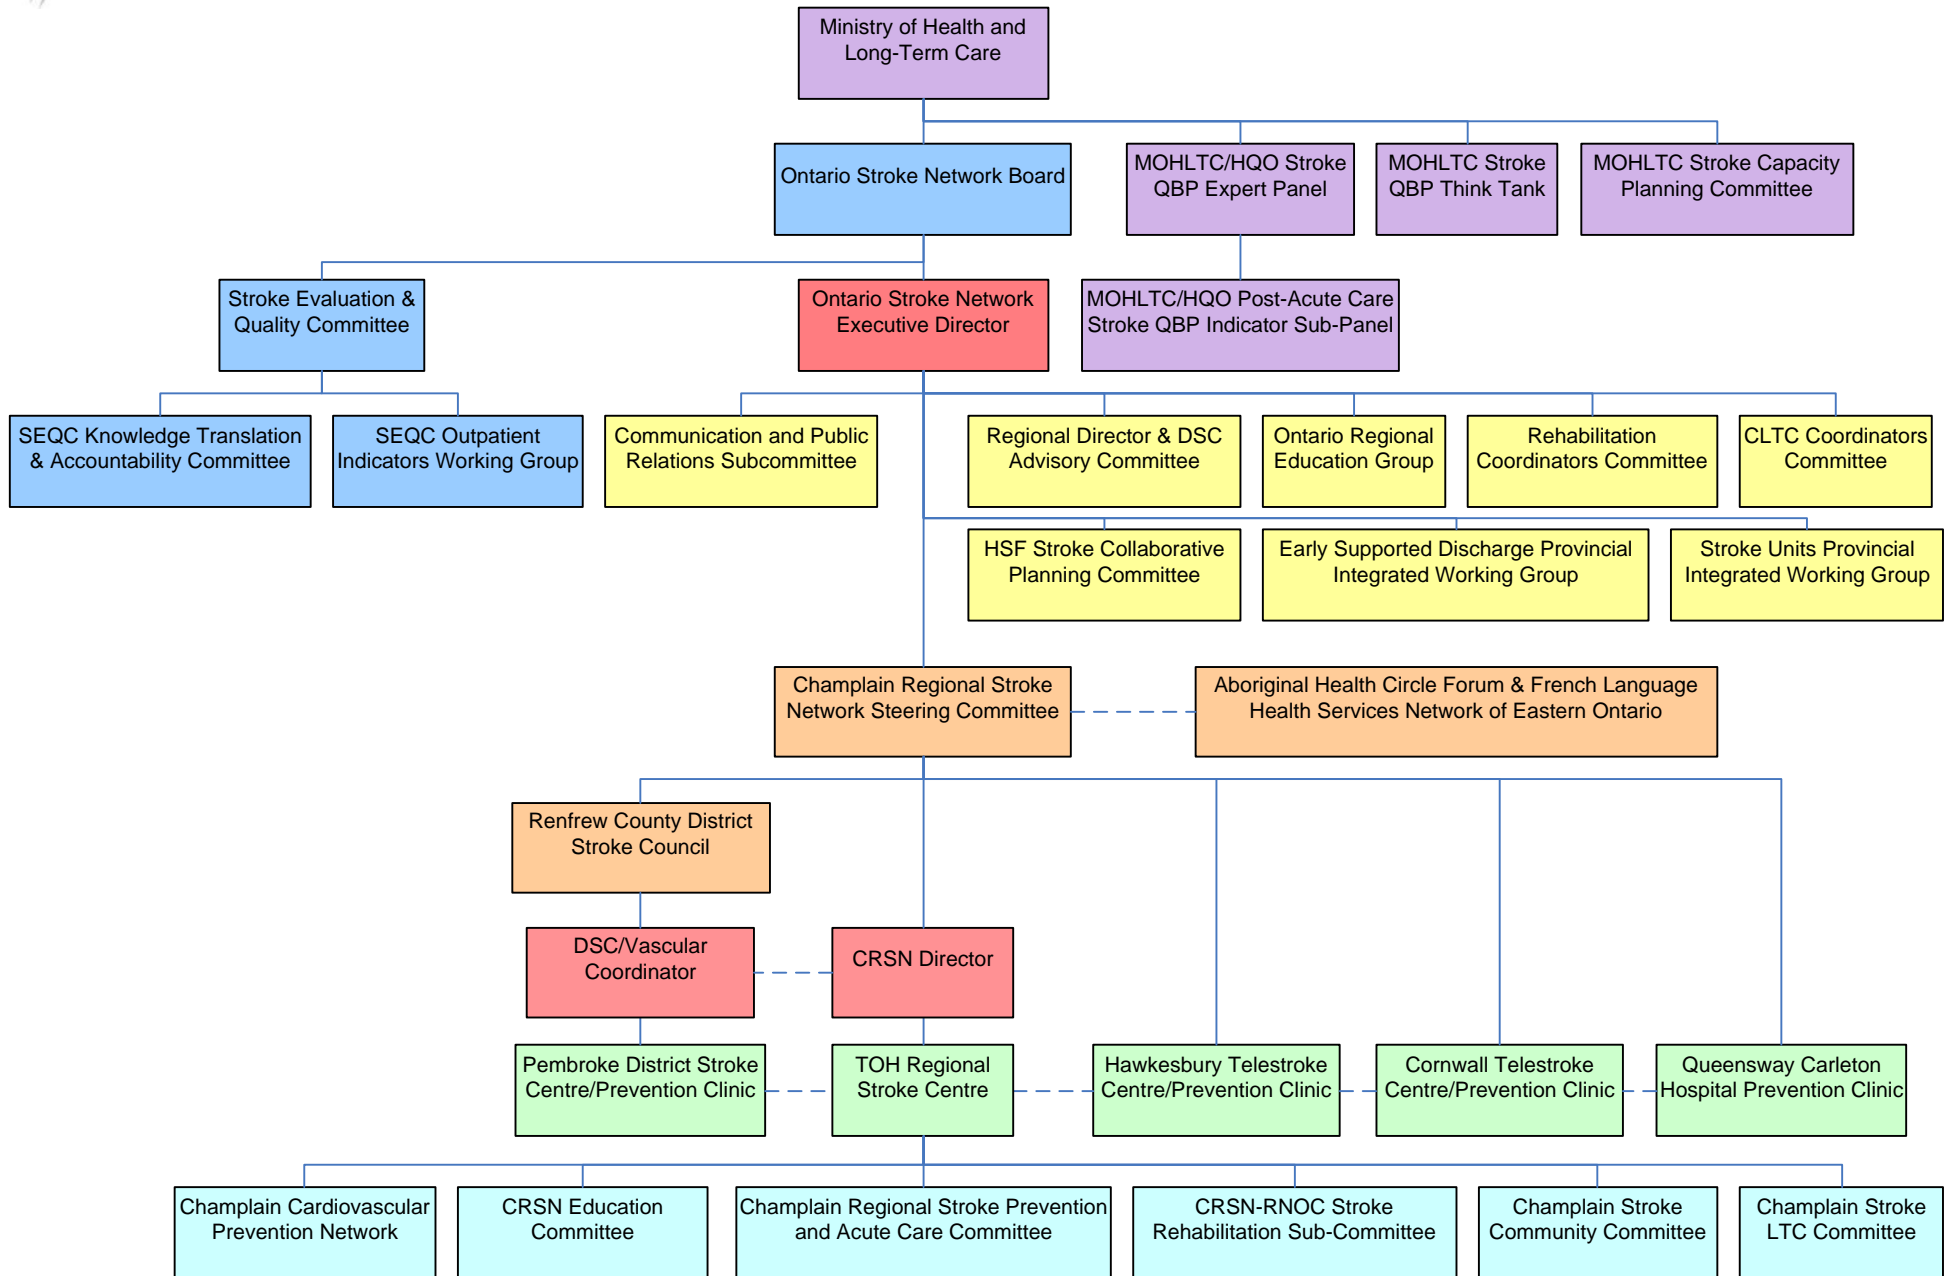 Ministry of Health and
Long-Term Care
Ontario Stroke Network Board
MOHLTC/HQO Stroke
QBP Expert Panel
MOHLTC Stroke
QBP Think Tank
MOHLTC Stroke Capacity
Planning Committee
Stroke Evaluation &
Quality Committee
Ontario Stroke Network
Executive Director
MOHLTC/HQO Post-Acute Care
Stroke QBP Indicator Sub-Panel
SEQC Knowledge Translation
& Accountability Committee
SEQC Outpatient
Indicators Working Group
Communication and Public
Relations Subcommittee
Regional Director & DSC
Advisory Committee
Ontario Regional
Education Group
Rehabilitation
Coordinators Committee
CLTC Coordinators
Committee
HSF Stroke Collaborative
Planning Committee
Early Supported Discharge Provincial
Integrated Working Group
Stroke Units Provincial
Integrated Working Group
Champlain Regional Stroke
Network Steering Committee
Aboriginal Health Circle Forum & French Language
Health Services Network of Eastern Ontario
Renfrew County District
Stroke Council
DSC/Vascular
Coordinator
CRSN Director
Pembroke District Stroke
Centre/Prevention Clinic
TOH Regional
Stroke Centre
Hawkesbury Telestroke
Centre/Prevention Clinic
Cornwall Telestroke
Centre/Prevention Clinic
Queensway Carleton
Hospital Prevention Clinic
Champlain Cardiovascular
Prevention Network
CRSN Education
Committee
Champlain Regional Stroke Prevention
and Acute Care Committee
CRSN-RNOC Stroke
Rehabilitation Sub-Committee
Champlain Stroke
Community Committee
Champlain Stroke
LTC Committee